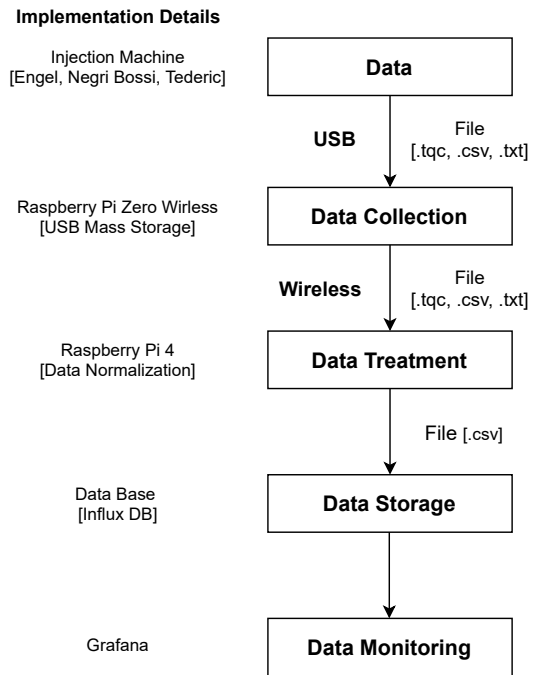 Implementation Details
Injection Machine
[Engel, Negri Bossi, Tederic]
Data
USB
File
[.tqc, .csv, .txt]
Raspberry Pi Zero Wirless
[USB Mass Storage]
Data Collection
Wireless
File
[.tqc, .csv, .txt]
Raspberry Pi 4
[Data Normalization]
Data Treatment
File [.csv]
Data Base
[Influx DB]
Data Storage
Grafana
Data Monitoring